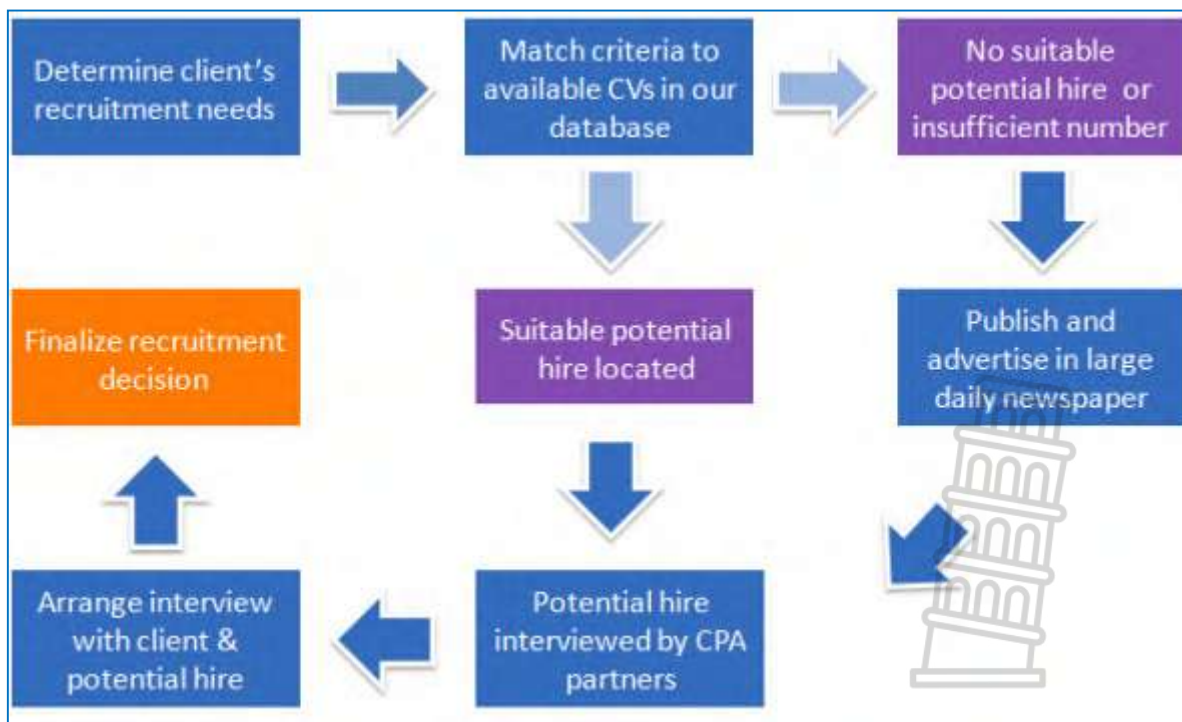 Determine client's
recruitment needs
Match criteria to
available CVs in our
database
No suitable
potential hire or
insufficient number
Finalize recruitment
decision
Suitable potential
hire located
Publish and
advertise in large
daily newspaper
Arrange interview
with client &
potential hire
Potential hire
interviewed by CPA
partners